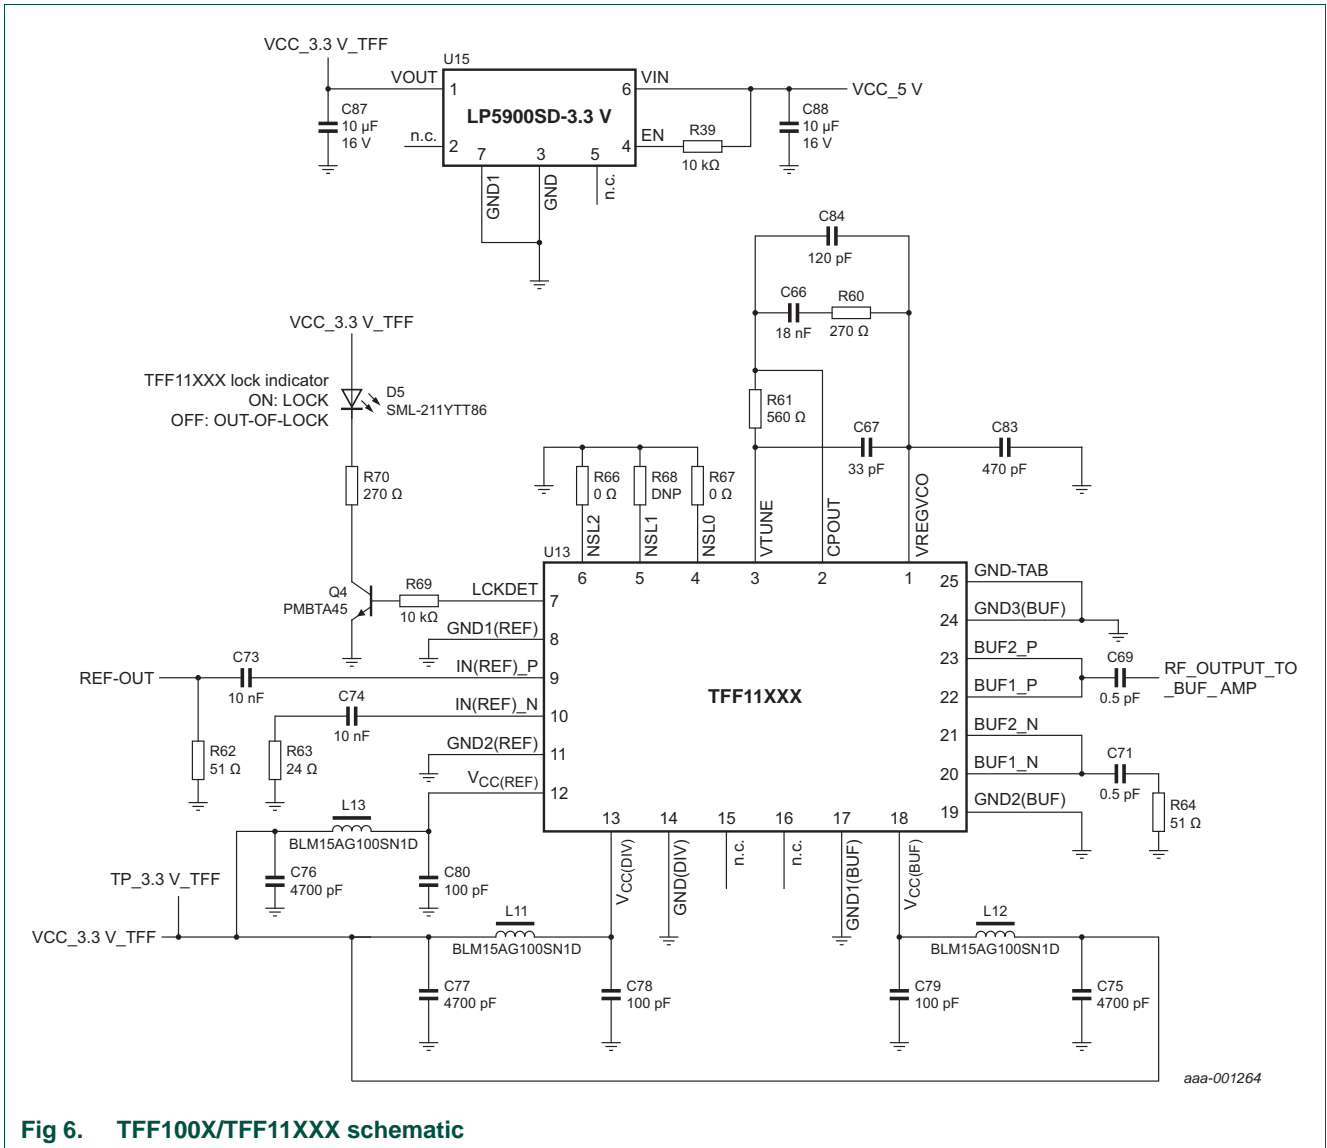 VCC_3.3 V_TFF
U15
VOUT
1
LP5900SD-3.3 V
6
VIN
VCC_5 V
C87
10 µF
16 V
n.c.
2
7
3
5
4
EN
R39
10 kΩ
C88
10 µF
16 V
GND1
GND
n.c.
C84
120 pF
C66
18 nF
R60
270 Ω
VCC_3.3 V_TFF
TFF11XXX lock indicator
ON: LOCK
OFF: OUT-OF-LOCK
D5
SML-211YTT86
R61
560 Ω
C67
33 pF
C83
470 pF
R70
270 Ω
R66
0 Ω
R68
DNP
R67
0 Ω
NSL2
NSL1
NSL0
VTUNE
CPOUT
VREGVCO
U13
6
5
4
3
2
1
Q4
PMBTA45
R69
10 kΩ
LCKDET
7
GND1(REF)
8
REF-OUT
C73
10 nF
IN(REF)_P
9
C74
10 nF
IN(REF)_N
10
R62
51 Ω
R63
24 Ω
GND2(REF)
11
VCC(REF)
12
TFF11XXX
25
GND-TAB
24
GND3(BUF)
23
BUF2_P
22
BUF1_P
C69
0.5 pF
RF_OUTPUT_TO
_BUF_ AMP
21
BUF2_N
20
BUF1_N
C71
0.5 pF
19
GND2(BUF)
R64
51 Ω
13
14
15
16
17
18
VCC(DIV)
GND(DIV)
n.c.
n.c.
GND1(BUF)
VCC(BUF)
L13
BLM15AG100SN1D
C76
4700 pF
C80
100 pF
TP_3.3 V_TFF
VCC_3.3 V_TFF
L11
BLM15AG100SN1D
L12
BLM15AG100SN1D
C77
4700 pF
C78
100 pF
C79
100 pF
C75
4700 pF
aaa-001264
Fig 6. TFF100X/TFF11XXX schematic